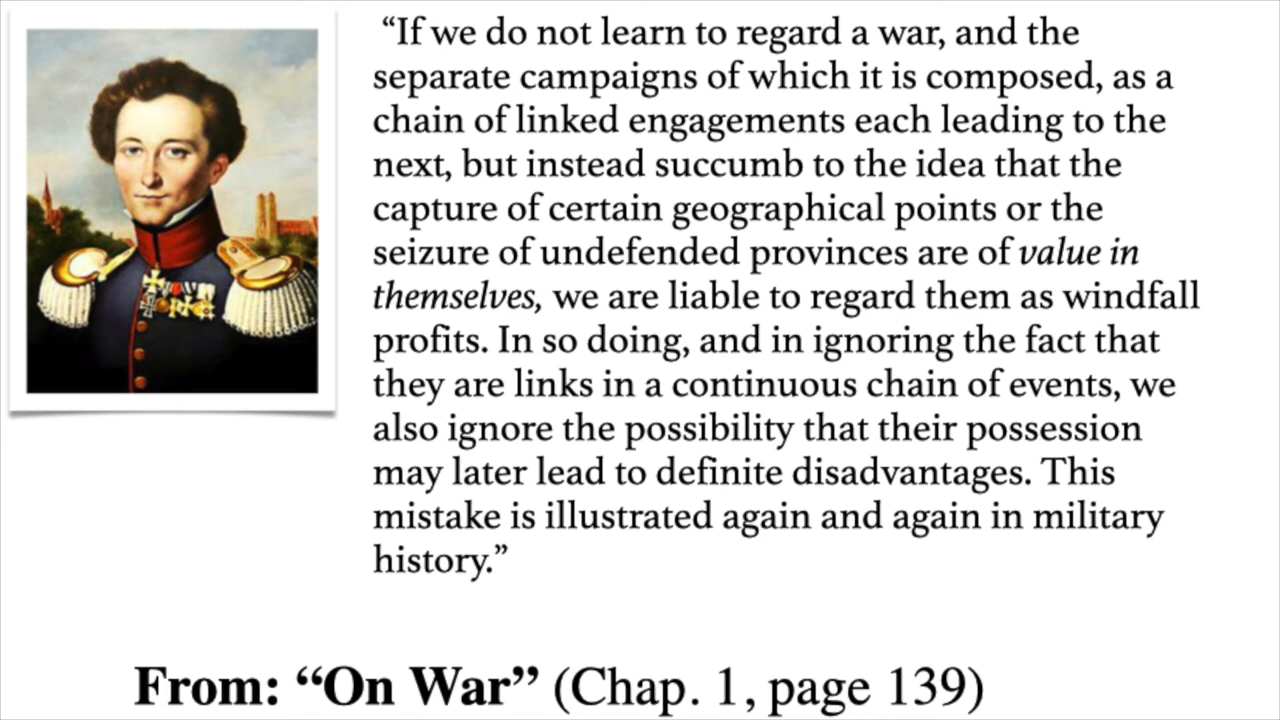 “If we do not learn to regard a war, and the
separate campaigns of which it is composed, as a
chain of linked engagements each leading to the
next, but instead succumb to the idea that the
capture of certain geographical points or the
seizure of undefended provinces are of value in
themselves, we are liable to regard them as windfall
profits. In so doing, and in ignoring the fact that
they are links in a continuous chain of events, we
also ignore the possibility that their possession
may later lead to definite disadvantages. This
mistake is illustrated again and again in military
history.”
From: “On War” (Chap. 1, page 139)